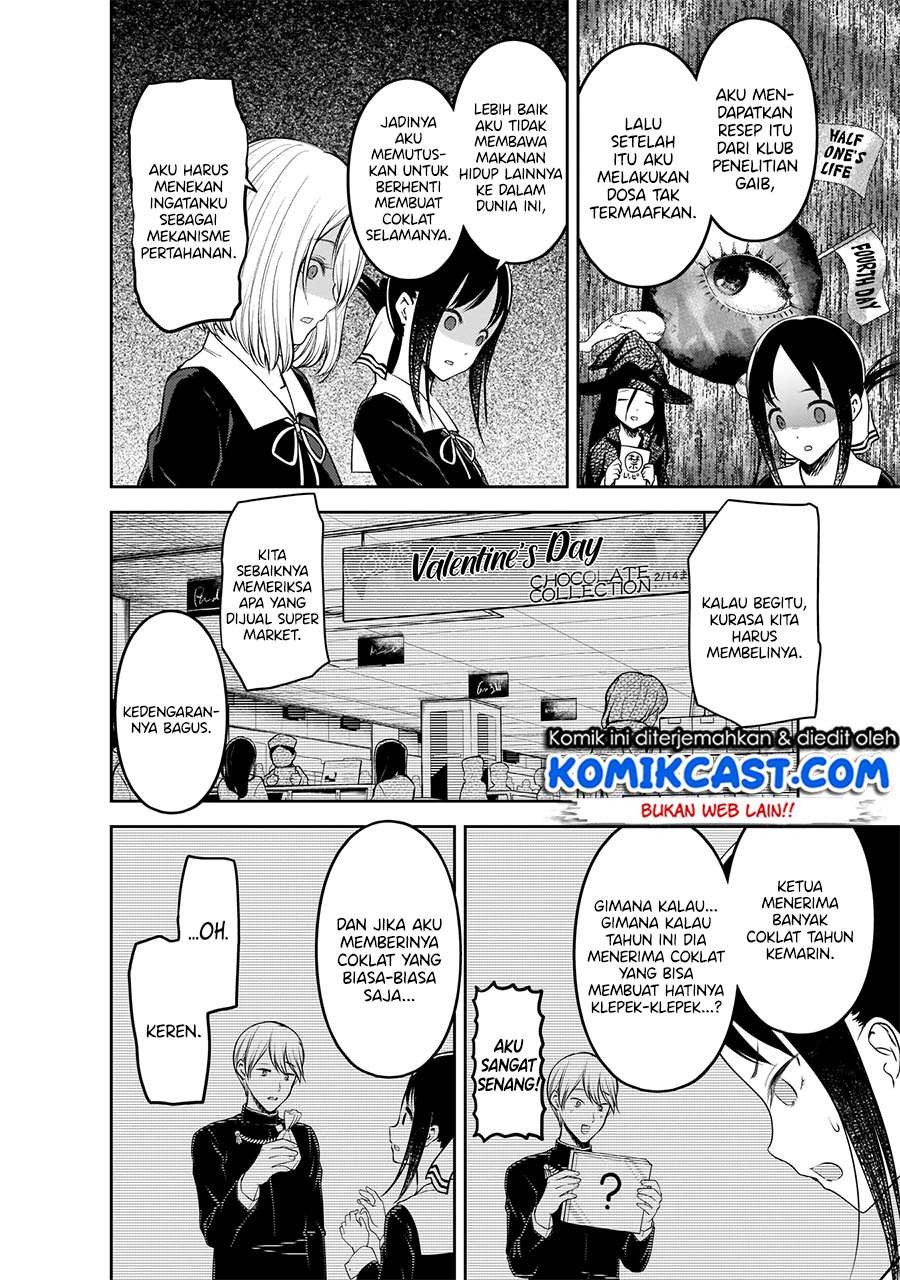 AKU MEN-
DAPATKAN
RESEP ITU
DARI KLUB
PENELITIAN
GAIB,
LALU
SETELAH
ITU AKU
MELAKUKAN
DOSA TAK
TERMAAFKAN.
HALF
ONE'S
LIFE
FOURTH DAY
LEBIH BAIK
AKU TIDAK
MEMBAWA
MAKANAN
HIDUP LAINNYA
KE DALAM
DUNIA INI,
JADINYA
AKU
MEMUTUS-
KAN UNTUK
BERHENTI
MEMBUAT
COKLAT
SELAMANYA.
AKU HARUS
MENEKAN
INGATANKU
SEBAGAI
MEKANISME
PERTAHANAN.
Valentine's Day
CHOCOLATE
COLLECTION
2/14まで
KALAU BEGITU,
KURASA KITA
HARUS
MEMBELINYA.
KITA
SEBAIKNYA
MEMERIKSA
APA YANG
DIJUAL SUPER
MARKET.
KEDENGARAN-
NYA BAGUS.
Komik ini diterjemahkan & diedit oleh
KOMIKCAST.COM
BUKAN WEB LAIN!!
KETUA
MENERIMA
BANYAK
COKLAT TAHUN
KEMARIN.
GIMANA KALAU...
GIMANA KALAU
TAHUN INI DIA
MENERIMA COKLAT
YANG BISA
MEMBUAT HATINYA
KLEPEK-KLEPEK...?
AKU
SANGAT
SENANG!
?
DAN JIKA AKU
MEMBERINYA
COKLAT YANG
BIASA-BIASA
SAJA...
...OH.
KEREN.